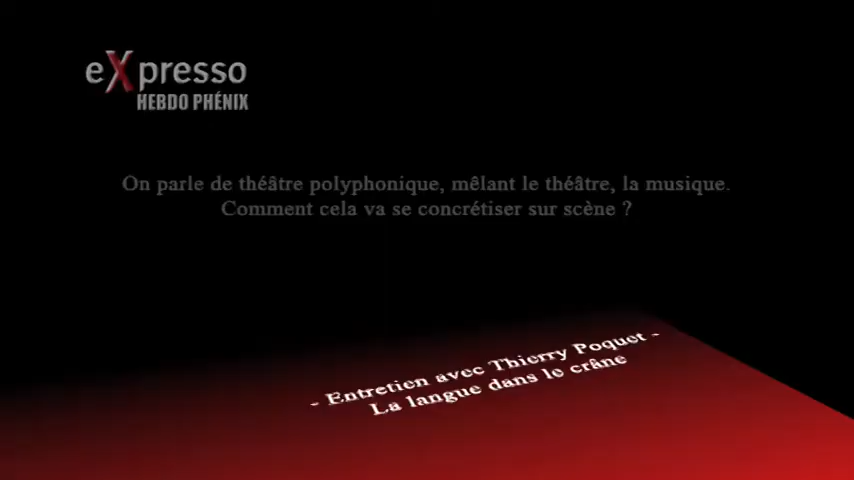 eXpresso
HEBDO PHÉNIX
On parle de théâtre polyphonique, mêlant le théâtre, la musique.
Comment cela va se concrétiser sur scène ?
- Entretien avec Thierry Poquet -
La langue dans le crâne